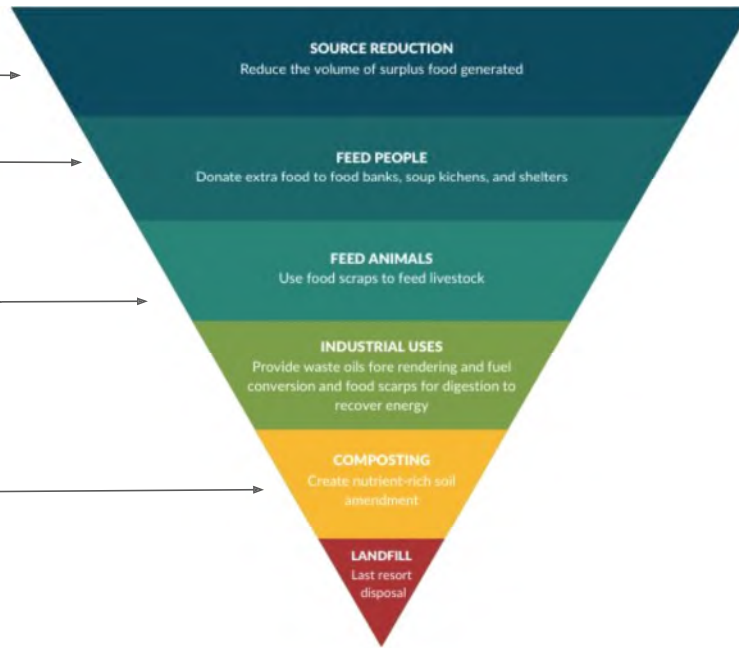 SOURCE REDUCTION
Reduce the volume of surplus food generated
FEED PEOPLE
Donate extra food to food banks, soup kichens, and shelters
FEED ANIMALS
Use food scraps to feed livestock
INDUSTRIAL USES
Provide waste oils fore rendering and fuel
conversion and food scarps for digestion to
recover energy
COMPOSTING
Create nutrient-rich soil
amendment
LANDFILL
Last resort
disposal